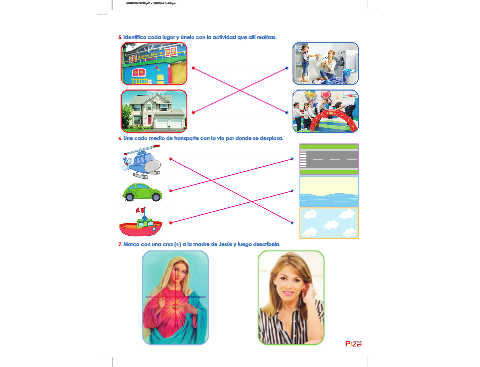 5. Identifica cada lugar y únelo con la actividad que allí realizas.
6. Une cada medio de transporte con la vía por donde se desplaza.
7. Marca con una cruz (+) a la madre de Jesús y luego descríbela.